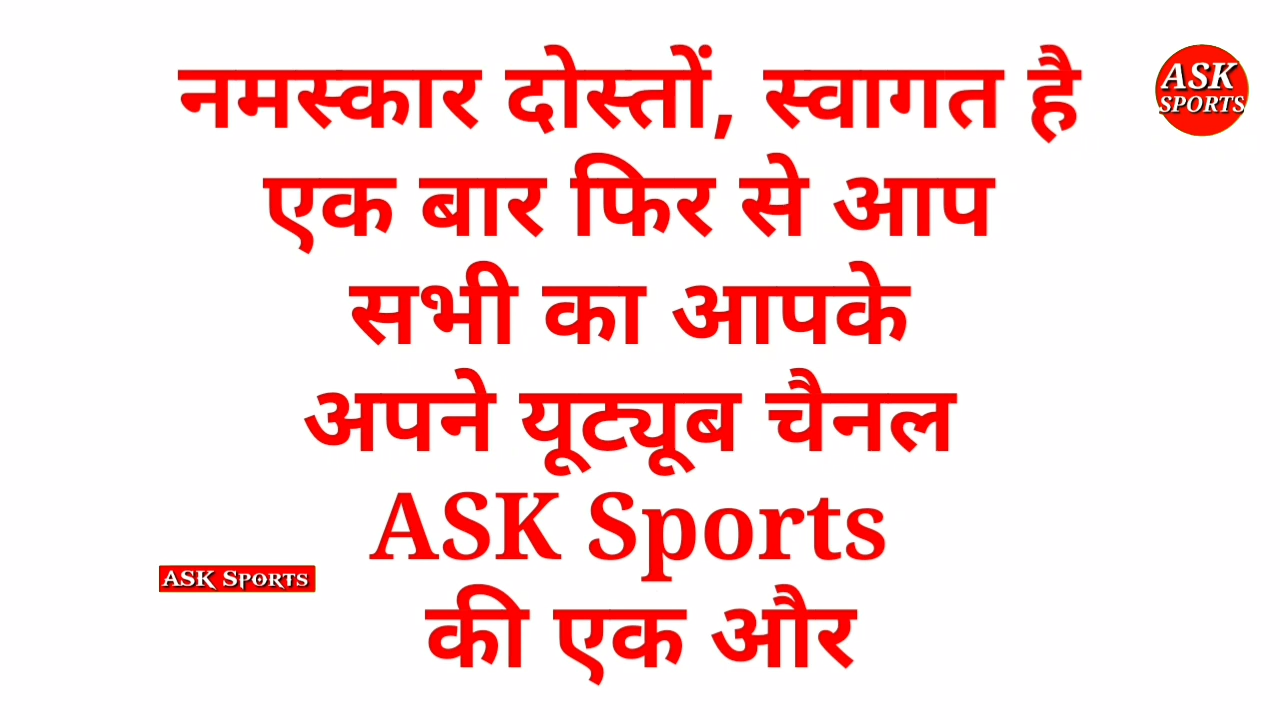 नमस्कार दोस्तों, स्वागत है
एक बार फिर से आप
सभी का आपके
अपने यूट्यूब चैनल
ASK Sports
की एक और
ASK
SPORTS
ASK SPORTS